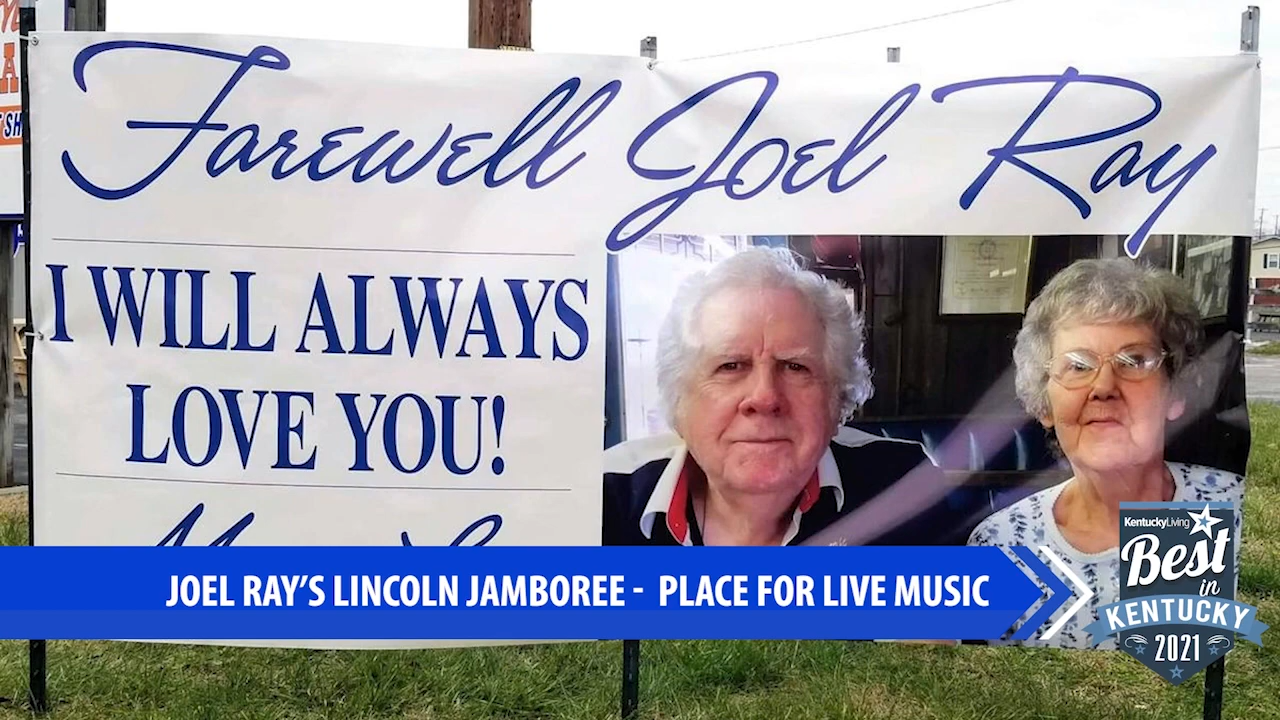 Farewell Joel Ray
I WILL ALWAYS
LOVE YOU!
JOEL RAY'S LINCOLN JAMBOREE - PLACE FOR LIVE MUSIC
KentuckyLiving
Best
in
KENTUCKY
2021